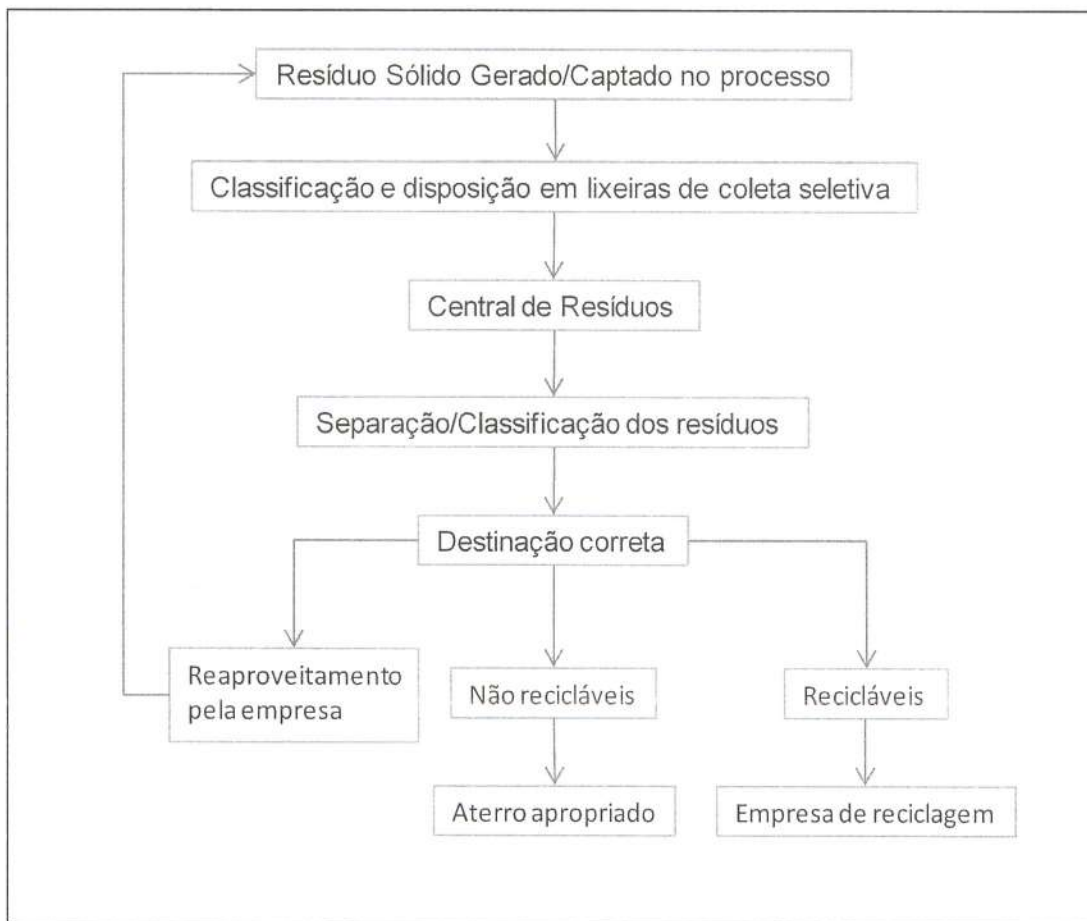 Resíduo Sólido Gerado/Captado no processo
Classificação e disposição em lixeiras de coleta seletiva
Central de Resíduos
Separação/Classificação dos resíduos
Destinação correta
Reaproveitamento
pela empresa
Não recicláveis
Recicláveis
Aterro apropriado
Empresa de reciclagem